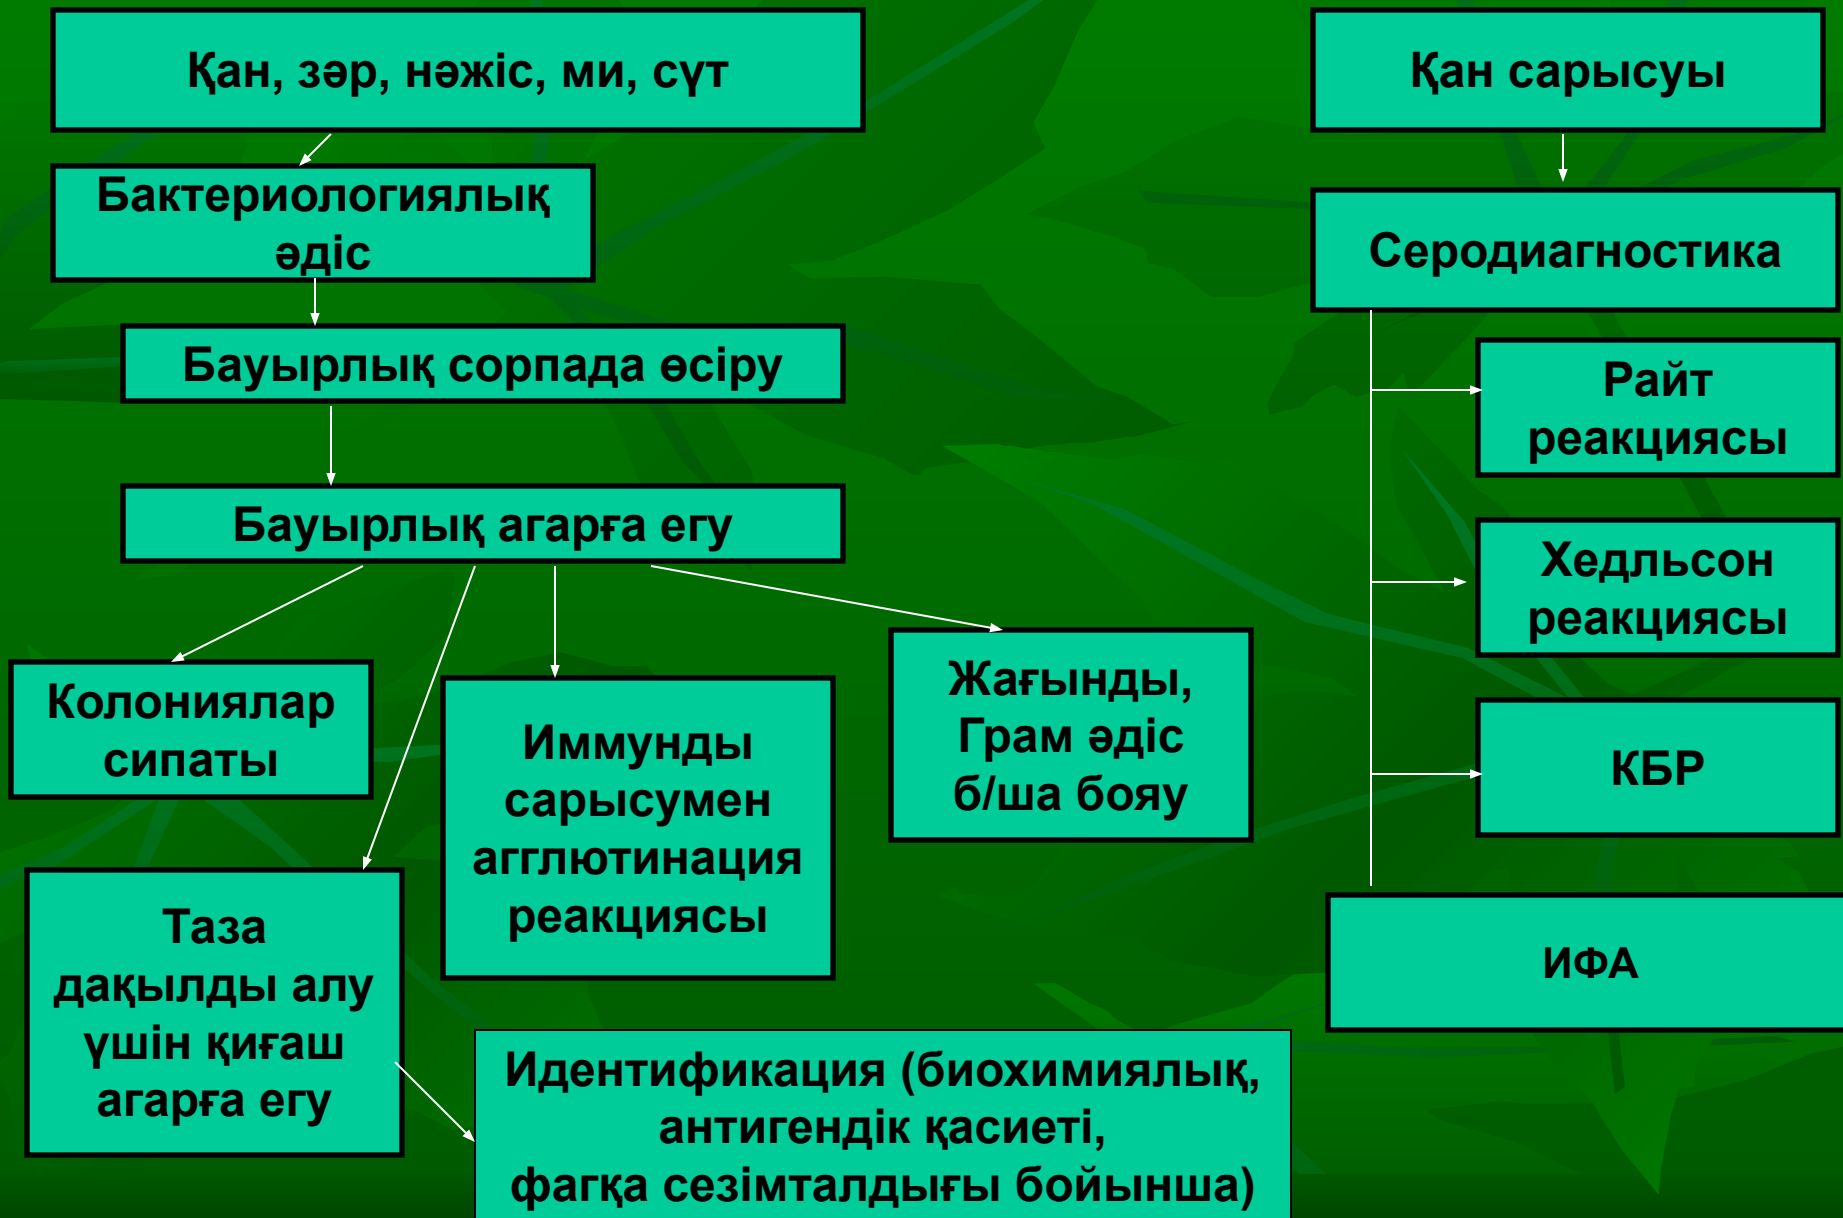 Қан, зәр, нәжіс, ми, сүт
Бактериологиялық
әдіс
Бауырлық сорпада өсіру
Бауырлық агарға егу
Колониялар
сипаты
Таза
дақылды алу
үшін қиғаш
агарға егу
Иммунды
сарысумен
агглютинация
реакциясы
Жағынды,
Грам әдіс
б/ша бояу
Идентификация (биохимиялық,
антигендік қасиеті,
фагқа сезімталдығы бойынша)
Қан сарысуы
Серодиагностика
Райт
реакциясы
Хедльсон
реакциясы
КБР
ИФА